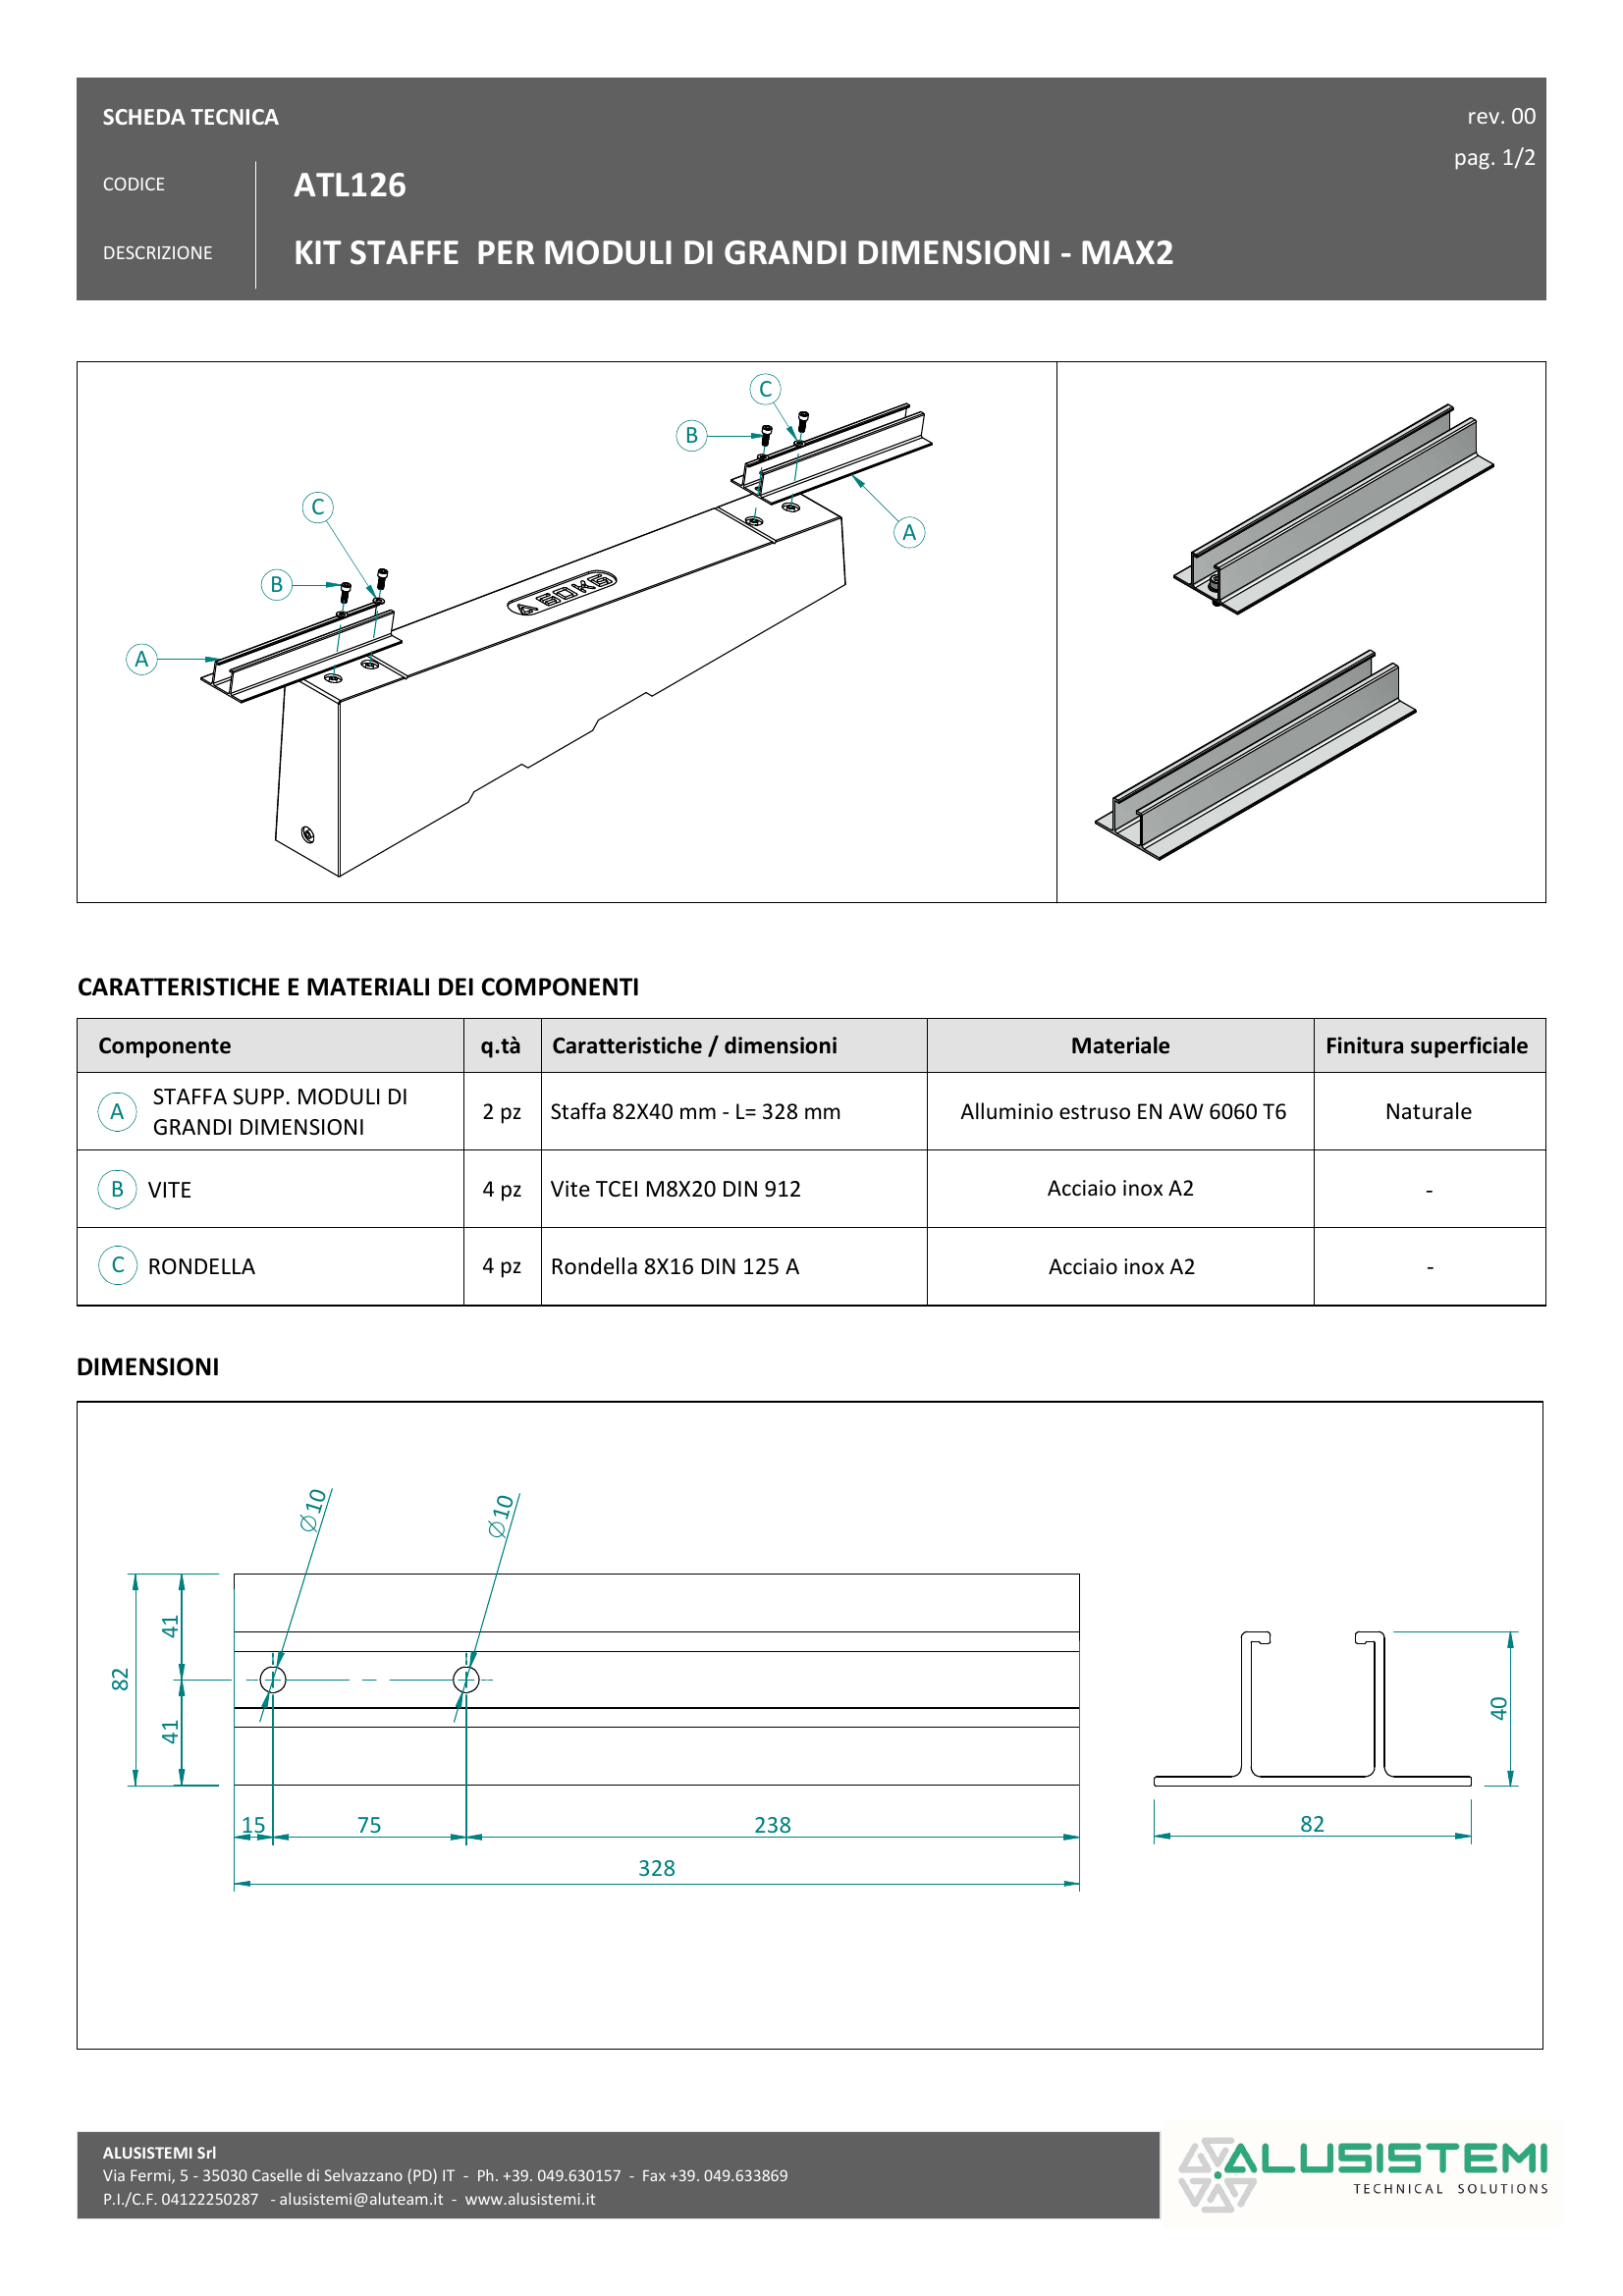 SCHEDA TECNICA
rev. 00
pag. 1/2
CODICE
ATL126
DESCRIZIONE
KIT STAFFE PER MODULI DI GRANDI DIMENSIONI - MAX2
C
B
A
C
B
A
60KG
CARATTERISTICHE E MATERIALI DEI COMPONENTI
Componente q.tà Caratteristiche / dimensioni Materiale Finitura superficiale
A STAFFA SUPP. MODULI DI
GRANDI DIMENSIONI 2 pz Staffa 82X40 mm - L= 328 mm Alluminio estruso EN AW 6060 T6 Naturale
B VITE 4 pz Vite TCEI M8X20 DIN 912 Acciaio inox A2 -
C RONDELLA 4 pz Rondella 8X16 DIN 125 A Acciaio inox A2 -
DIMENSIONI
∅10
∅10
41
82
41
15
75
238
328
40
82
ALUSISTEMI Srl
Via Fermi, 5 - 35030 Caselle di Selvazzano (PD) IT - Ph. +39. 049.630157 - Fax +39. 049.633869
P.I./C.F. 04122250287 - alusistemi@aluteam.it - www.alusistemi.it
ALUSISTEMI
TECHNICAL SOLUTIONS